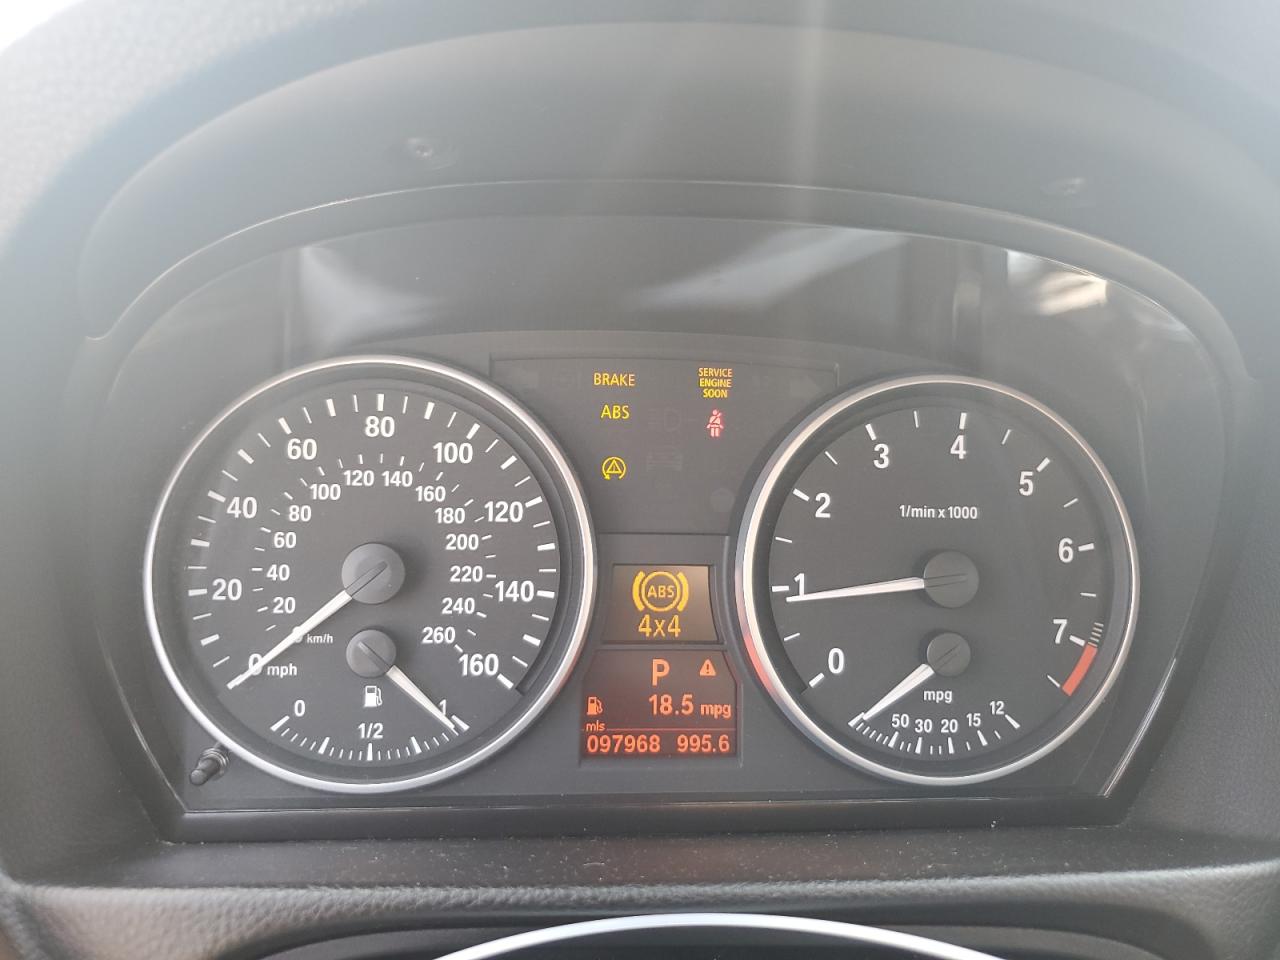 BRAKE
SERVICE
ENGINE
SOON
ABS
0 20 40 60 80 100 120 140 160
mph
0 20 40 60 80 100 120 140 160 180 200 220 240 260
km/h
0 1/2 1
0 1 2 3 4 5 6 7
1/min x 1000
mpg
50 30 20 15 12
ABS
4x4
P
18.5 mpg
mls
097968 995.6